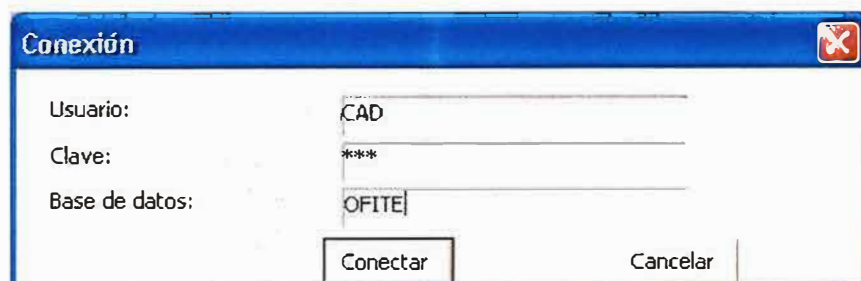 Conexión
Usuario: CAD
Clave: ***
Base de datos: OFITE
Conectar Cancelar